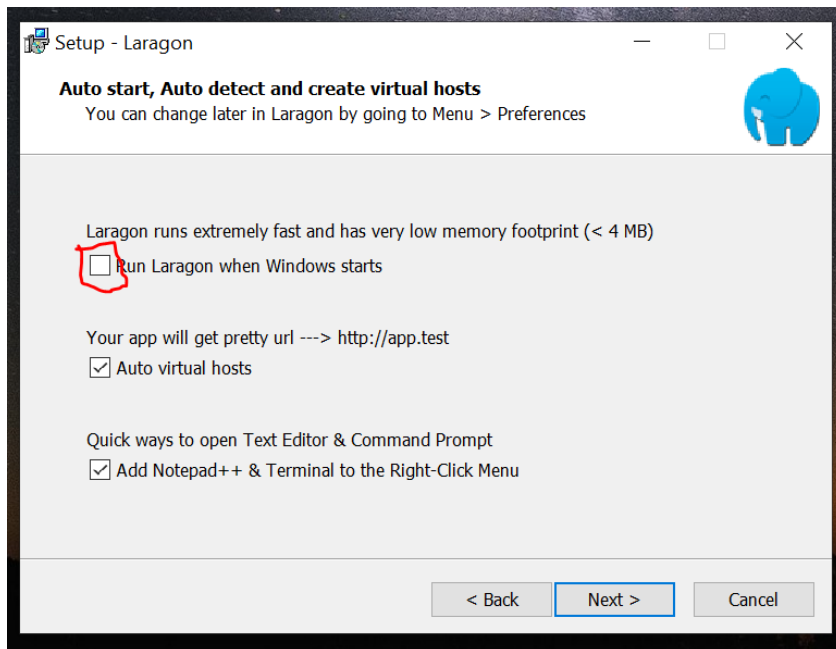 Setup - Laragon
Auto start, Auto detect and create virtual hosts
You can change later in Laragon by going to Menu > Preferences
Laragon runs extremely fast and has very low memory footprint (< 4 MB)
Run Laragon when Windows starts
Your app will get pretty url ---> http://app.test
Auto virtual hosts
Quick ways to open Text Editor & Command Prompt
Add Notepad++ & Terminal to the Right-Click Menu
< Back Next > Cancel